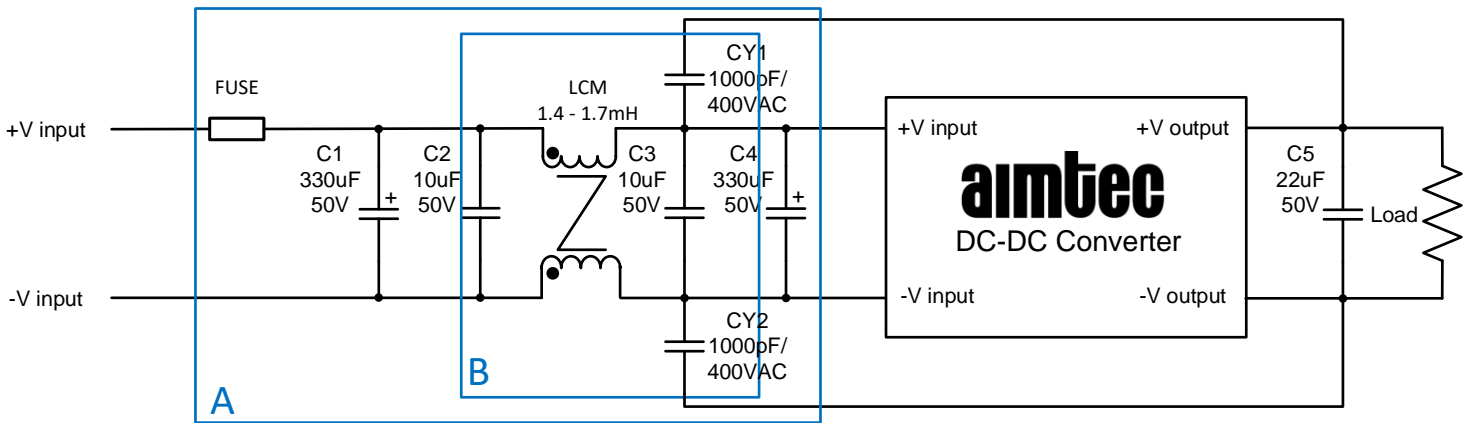 FUSE
+V input
-V input
C1
330uF
50V
+
C2
10uF
50V
LCM
1.4 - 1.7mH
C3
10uF
50V
CY1
1000pF/
400VAC
C4
330uF
50V
+
CY2
1000pF/
400VAC
A
B
+V input
+V output
aimtec
DC-DC Converter
-V input
-V output
C5
22uF
50V
Load